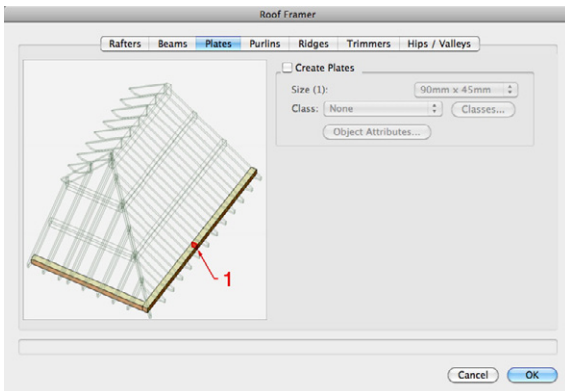 Roof Framer
Rafters Beams Plates Purlins Ridges Trimmers Hips / Valleys
Create Plates
Size (1): 90mm x 45mm
Class: None Classes...
Object Attributes...
1
Cancel OK